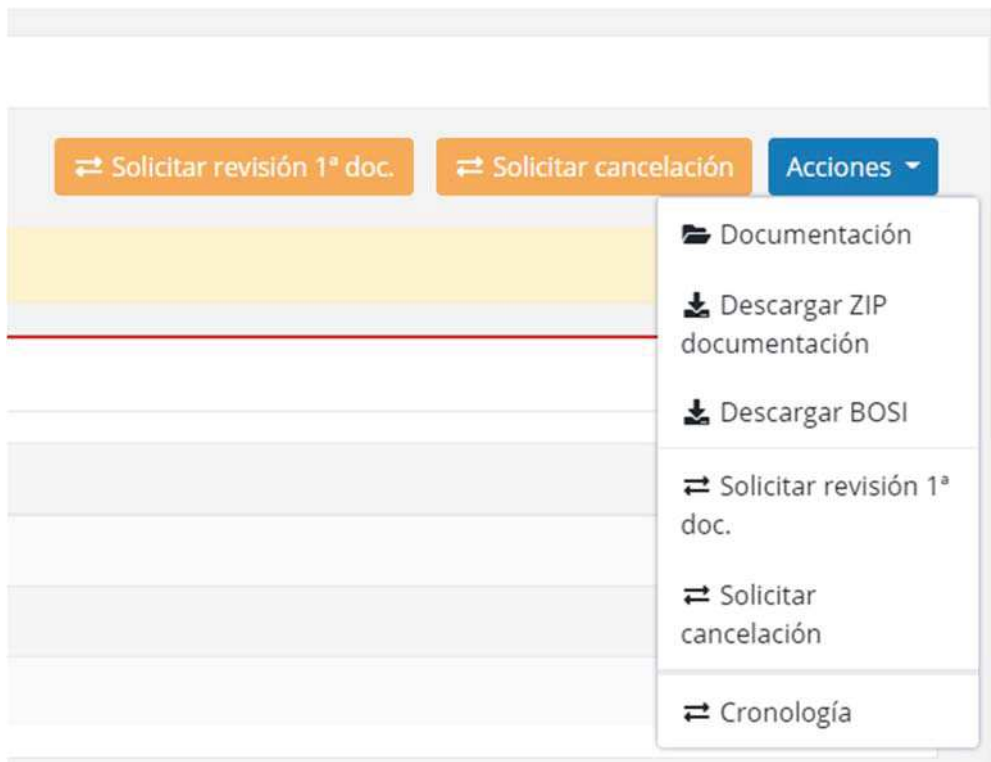 Solicitar revisión 1ª doc.
Solicitar cancelación
Acciones
Documentación
Descargar ZIP
documentación
Descargar BOSI
Solicitar revisión 1ª
doc.
Solicitar
cancelación
Cronología